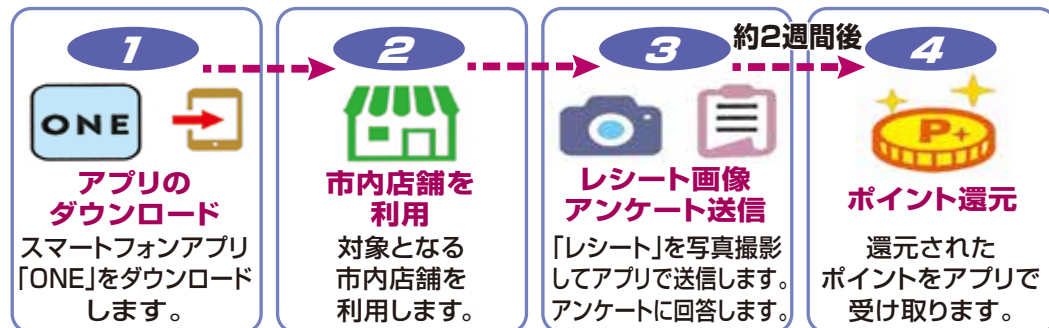 1
ONE
アプリの
ダウンロード
スマートフォンアプリ
「ONE」をダウンロード
します。
2
市内店舗を
利用
対象となる
市内店舗を
利用します。
3
レシート画像
アンケート送信
「レシート」を写真撮影
してアプリで送信します。
アンケートに回答します。
約2週間後
4
P+
ポイント還元
還元された
ポイントをアプリで
受け取ります。